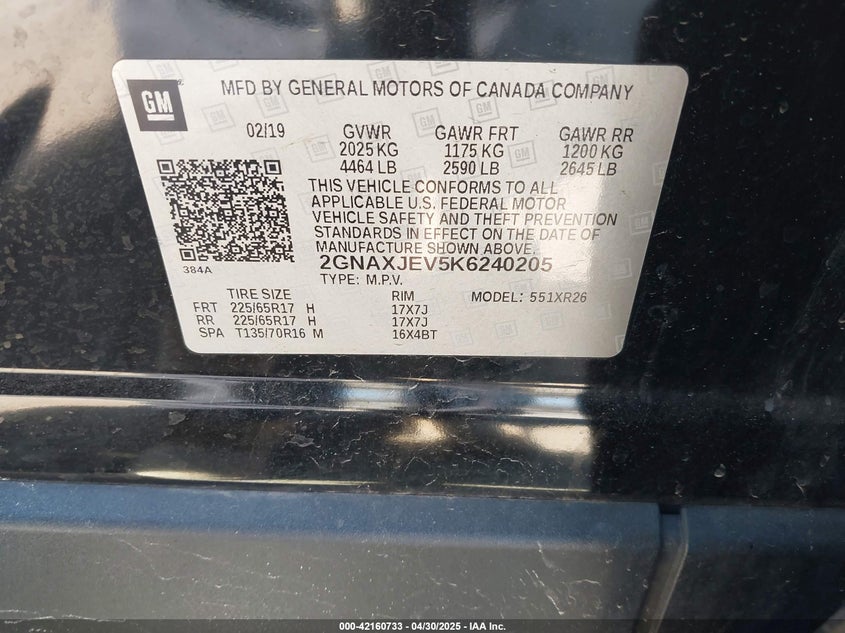 GM
MFD BY GENERAL MOTORS OF CANADA COMPANY
02/19 GVWR GAWR FRT GAWR RR
2025 KG 1175 KG 1200 KG
4464 LB 2590 LB 2645 LB
THIS VEHICLE CONFORMS TO ALL
APPLICABLE U.S. FEDERAL MOTOR
VEHICLE SAFETY AND THEFT PREVENTION
STANDARDS IN EFFECT ON THE DATE OF
MANUFACTURE SHOWN ABOVE.
384A
2GNAXJEV5K6240205
TYPE: M.P.V.
TIRE SIZE RIM MODEL: 551XR26
FRT 225/65R17 H 17X7J
RR 225/65R17 H 17X7J
SPA T135/70R16 M 16X4BT
000-42160733 - 04/30/2025 - IAA Inc.